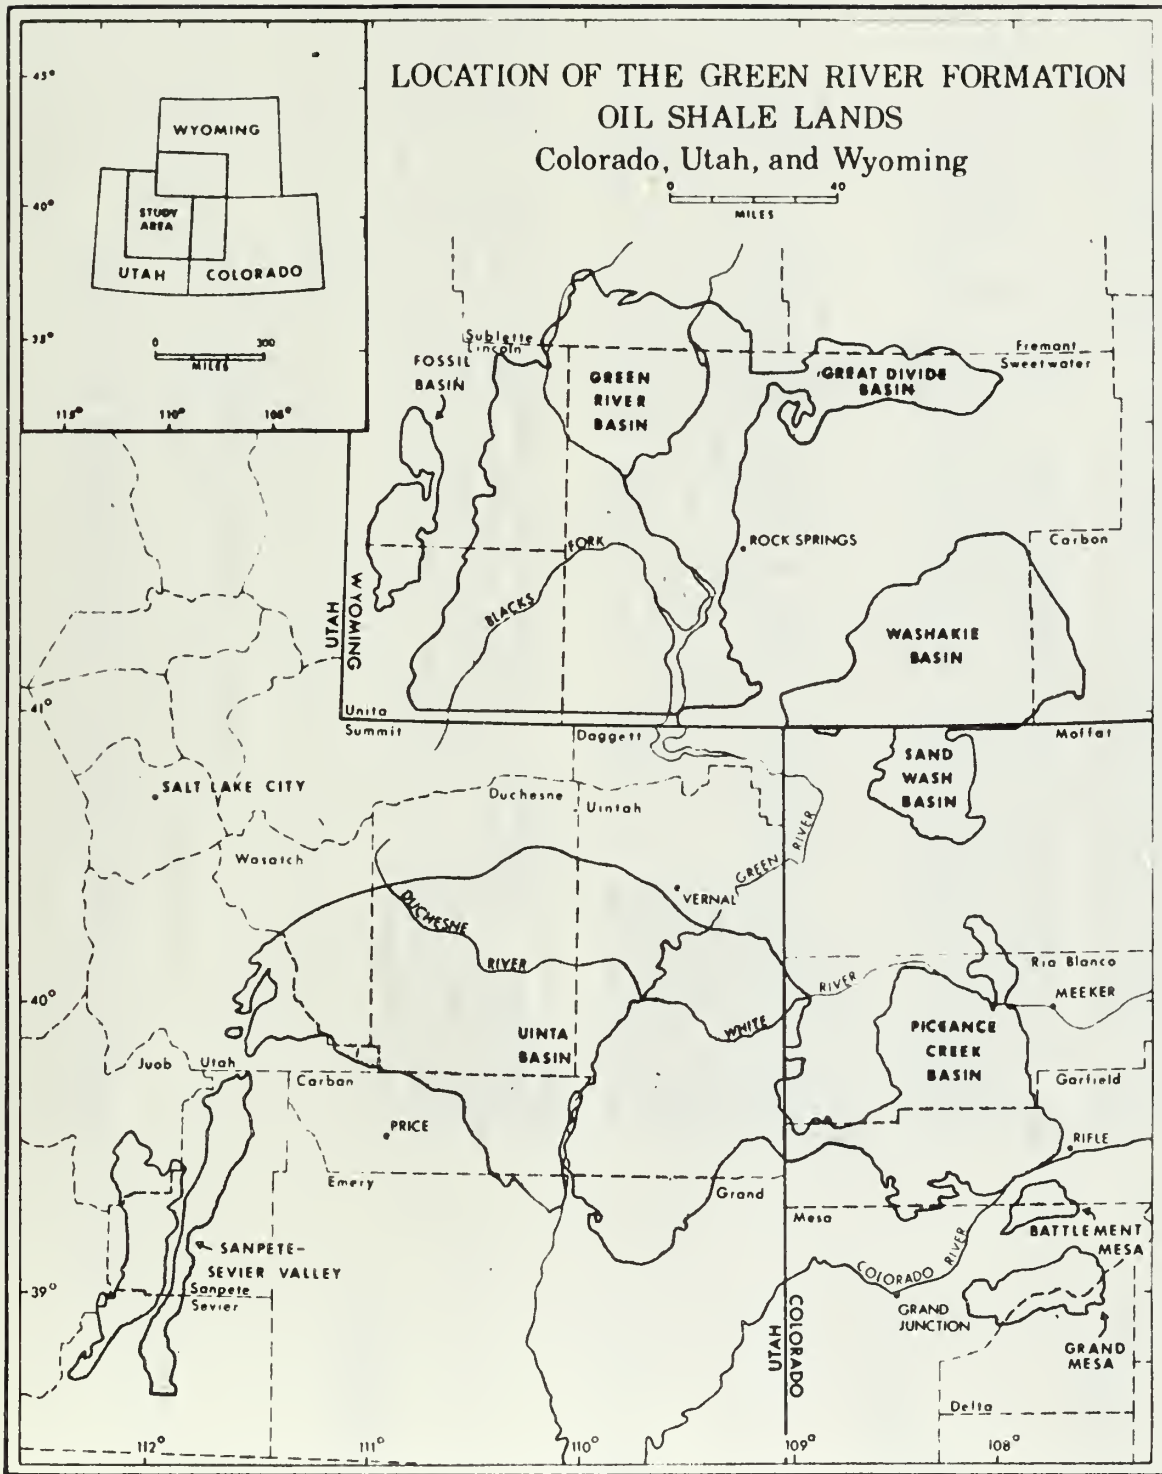 LOCATION OF THE GREEN RIVER FORMATION
OIL SHALE LANDS
Colorado, Utah, and Wyoming
0 40
MILES
45°
40°
35°
WYOMING
STUDY
AREA
UTAH
COLORADO
0 300
MILES
115°
110°
105°
Sublette
Lincoln
Fremont
Sweetwater
FOSSIL
BASIN
GREEN
RIVER
BASIN
GREAT DIVIDE
BASIN
ROCK SPRINGS
Carbon
BLACKS
FORK
UTAH
WYOMING
WASHAKIE
BASIN
41°
Unita
Summit
Daggett
Moffat
SAND
WASH
BASIN
SALT LAKE CITY
Duchesne
Uintah
GREEN
RIVER
Wasatch
VERNAL
DUCHESNE
RIVER
Ria Blanco
MEEKER
40°
WHITE
RIVER
UINTA
BASIN
PICEANCE
CREEK
BASIN
Juob
Utah
Carban
Garfield
PRICE
RIFLE
Emery
Grand
Mesa
BATTLEMENT
MESA
SANPETE-
SEVIER VALLEY
Sanpete
Sevier
39°
COLORADO
RIVER
GRAND
JUNCTION
UTAH
COLORADO
GRAND
MESA
Delta
112°
111°
110°
109°
108°